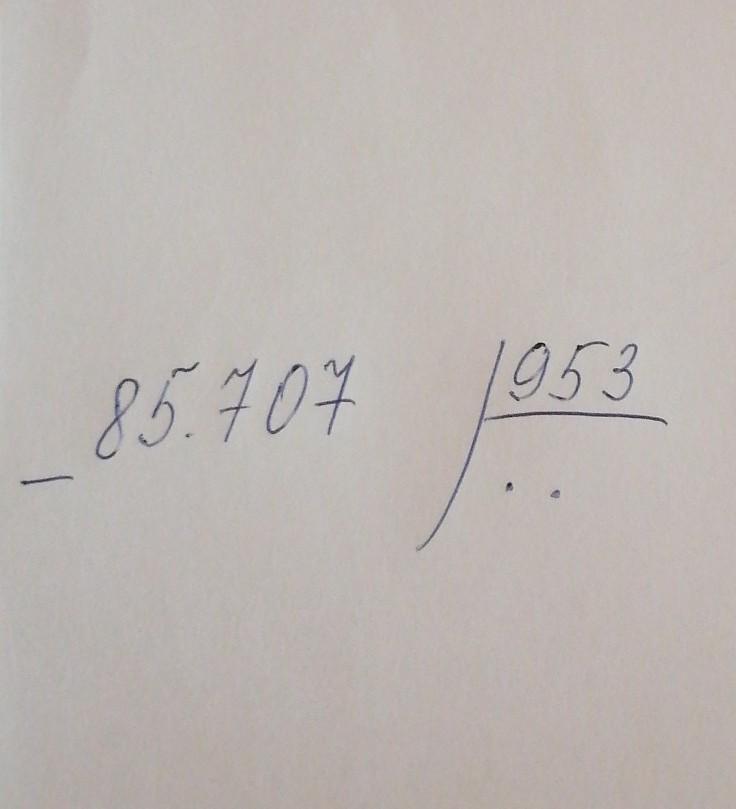 85.707 953
_ . .